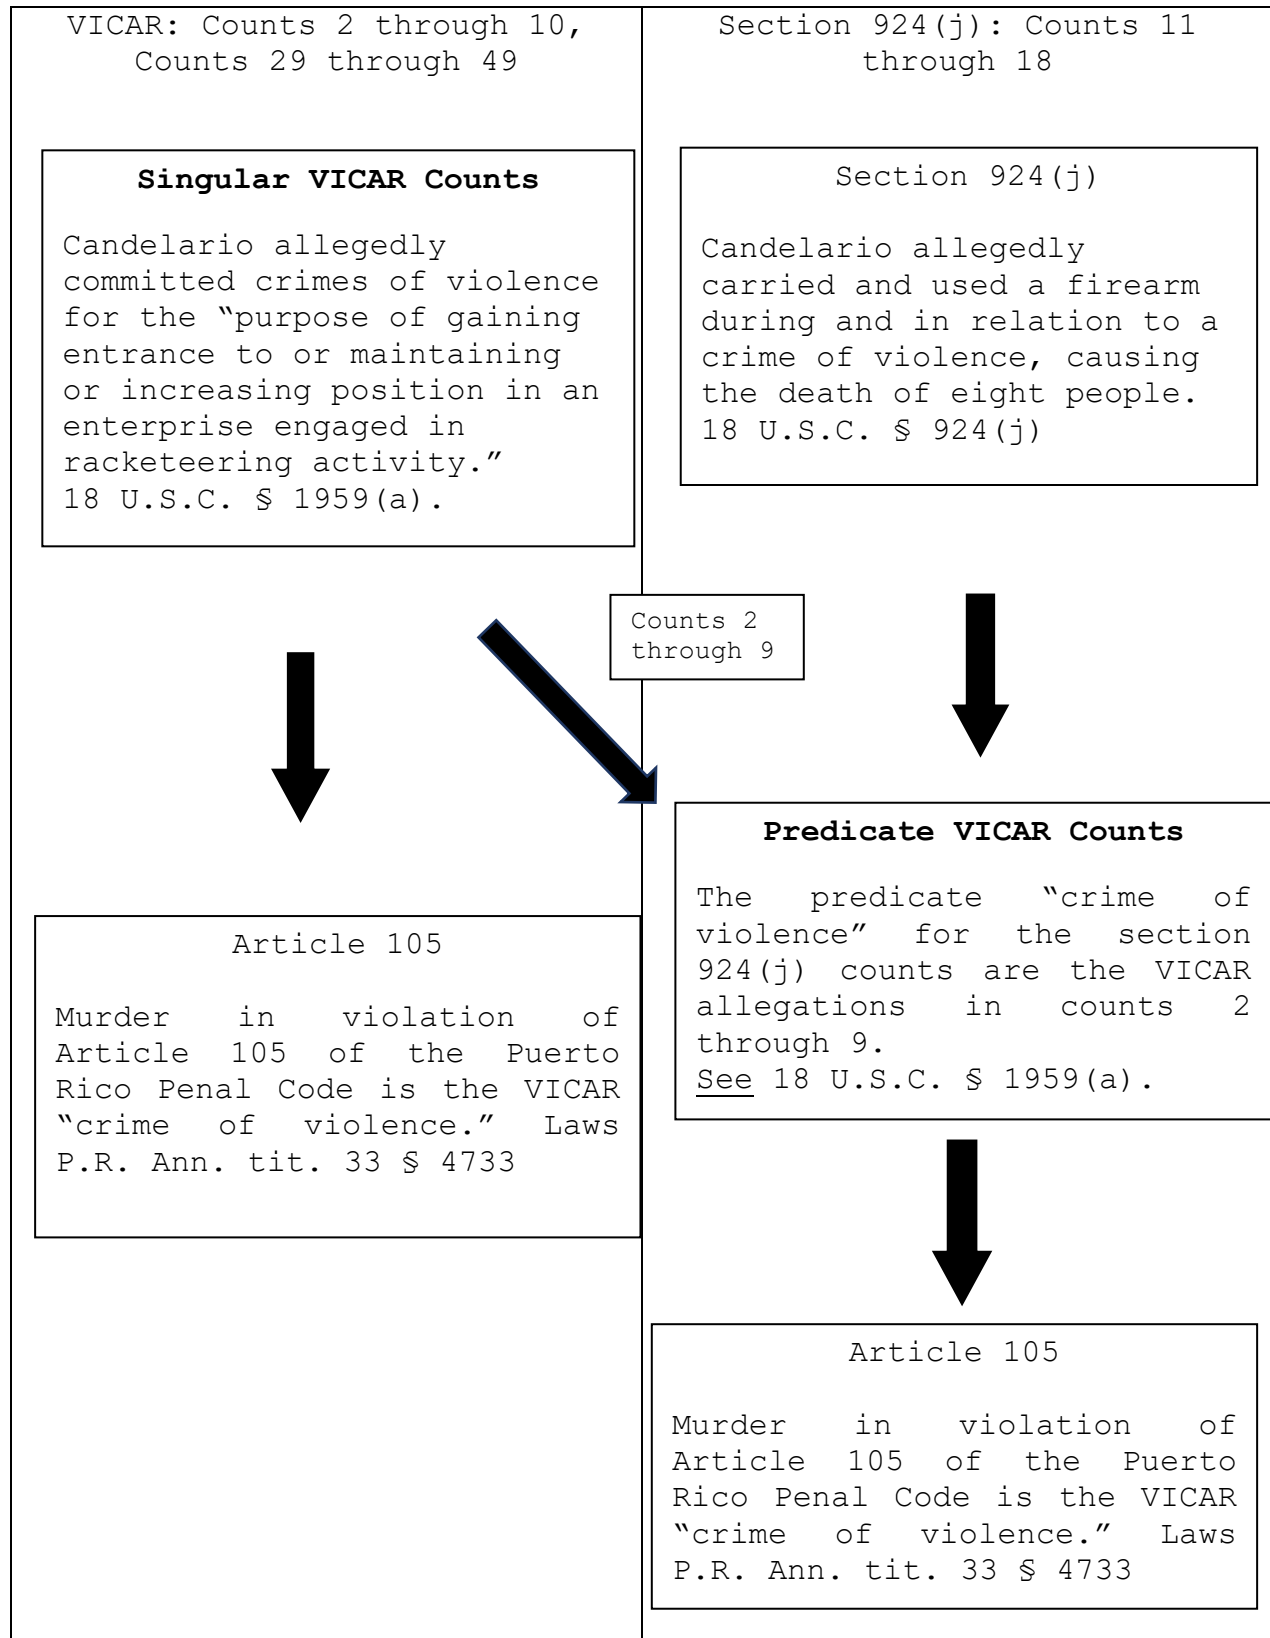 VICAR: Counts 2 through 10,
Counts 29 through 49
Singular VICAR Counts
Candelario allegedly
committed crimes of violence
for the “purpose of gaining
entrance to or maintaining
or increasing position in an
enterprise engaged in
racketeering activity.”
18 U.S.C. § 1959(a).
Article 105
Murder in violation of
Article 105 of the Puerto
Rico Penal Code is the VICAR
“crime of violence.” Laws
P.R. Ann. tit. 33 § 4733
Section 924(j): Counts 11
through 18
Section 924(j)
Candelario allegedly
carried and used a firearm
during and in relation to a
crime of violence, causing
the death of eight people.
18 U.S.C. § 924(j)
Counts 2
through 9
Predicate VICAR Counts
The predicate “crime of
violence” for the section
924(j) counts are the VICAR
allegations in counts 2
through 9.
See 18 U.S.C. § 1959(a).
Article 105
Murder in violation of
Article 105 of the Puerto
Rico Penal Code is the VICAR
“crime of violence.” Laws
P.R. Ann. tit. 33 § 4733